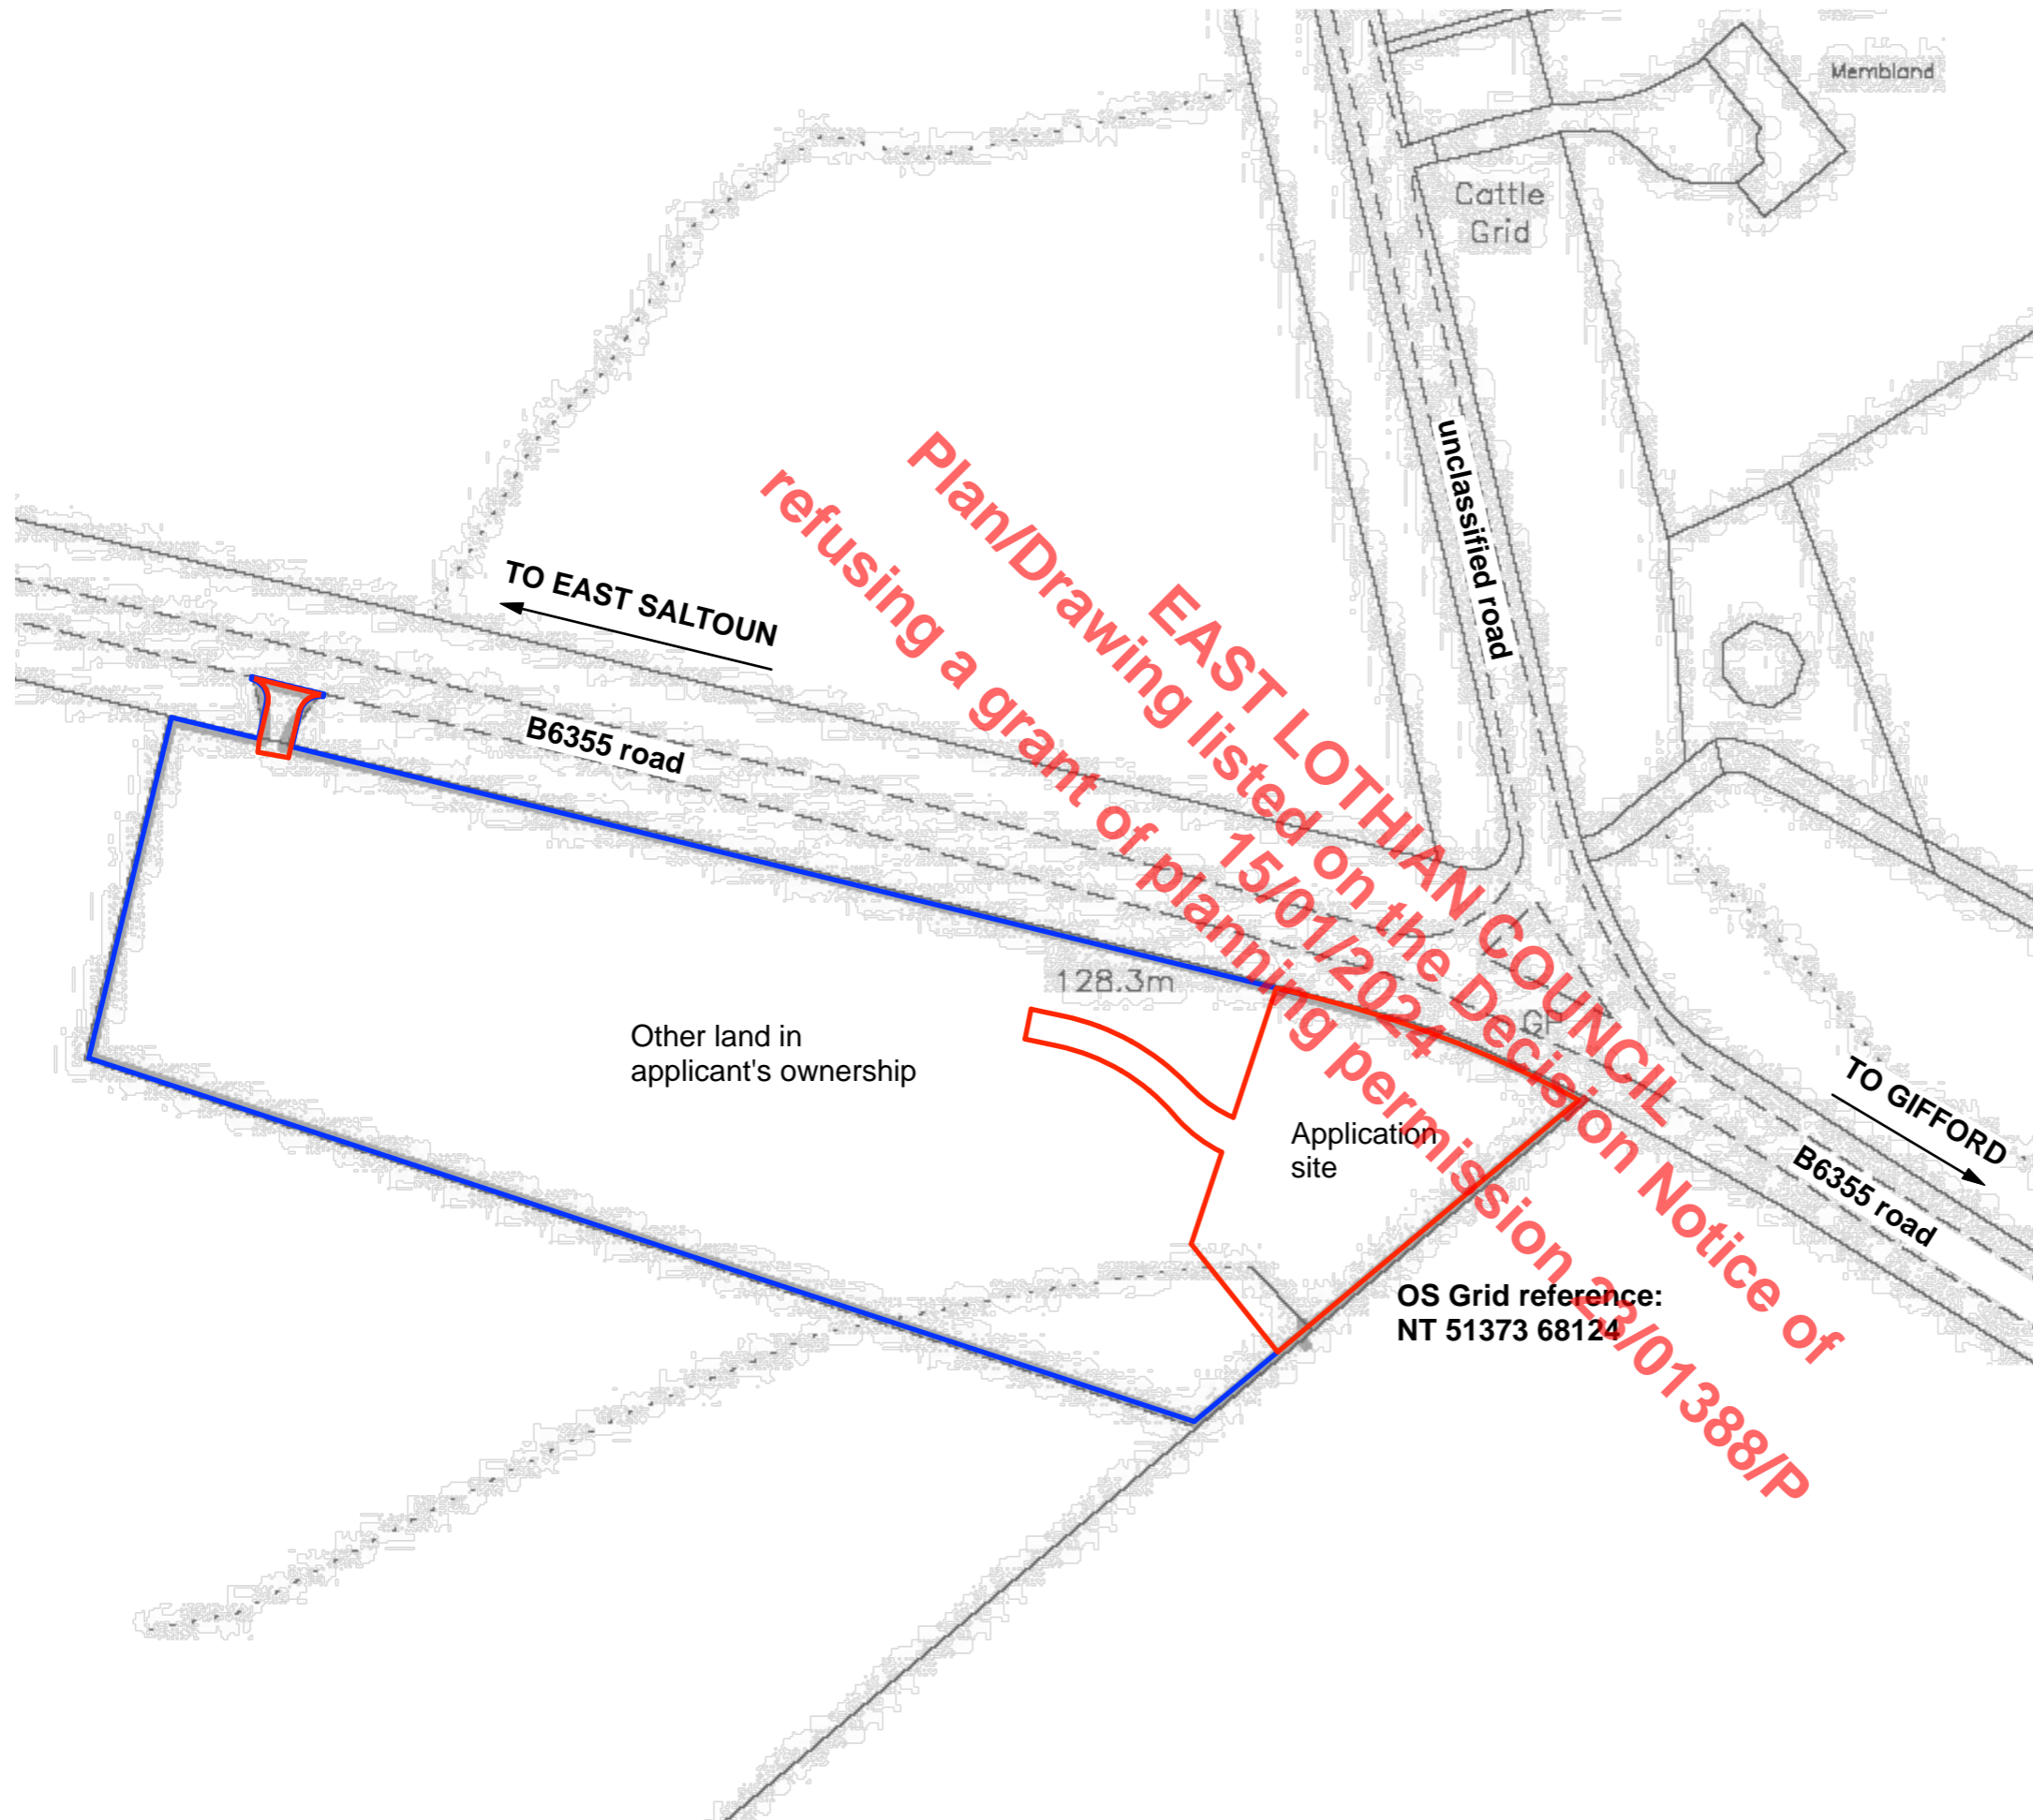 Membland
Cattle
Grid
unclassified road
TO EAST SALTOUN
B6355 road
EAST LOTHIAN COUNCIL
Plan/Drawing listed on the Decision Notice of
15/01/2024
refusing a grant of planning permission 23/01388/P
128.3m
GP
Other land in
applicant's ownership
Application
site
TO GIFFORD
B6355 road
OS Grid reference:
NT 51373 68124